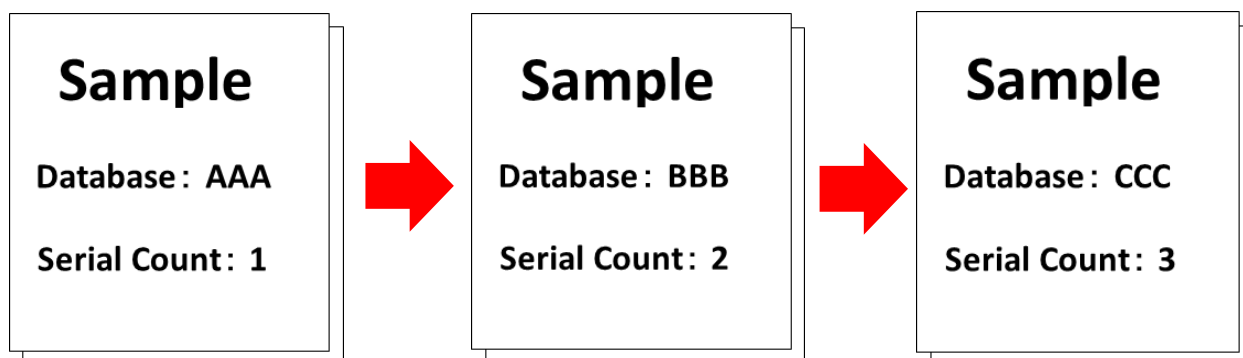 Sample
Database: AAA
Serial Count: 1
Sample
Database: BBB
Serial Count: 2
Sample
Database: CCC
Serial Count: 3